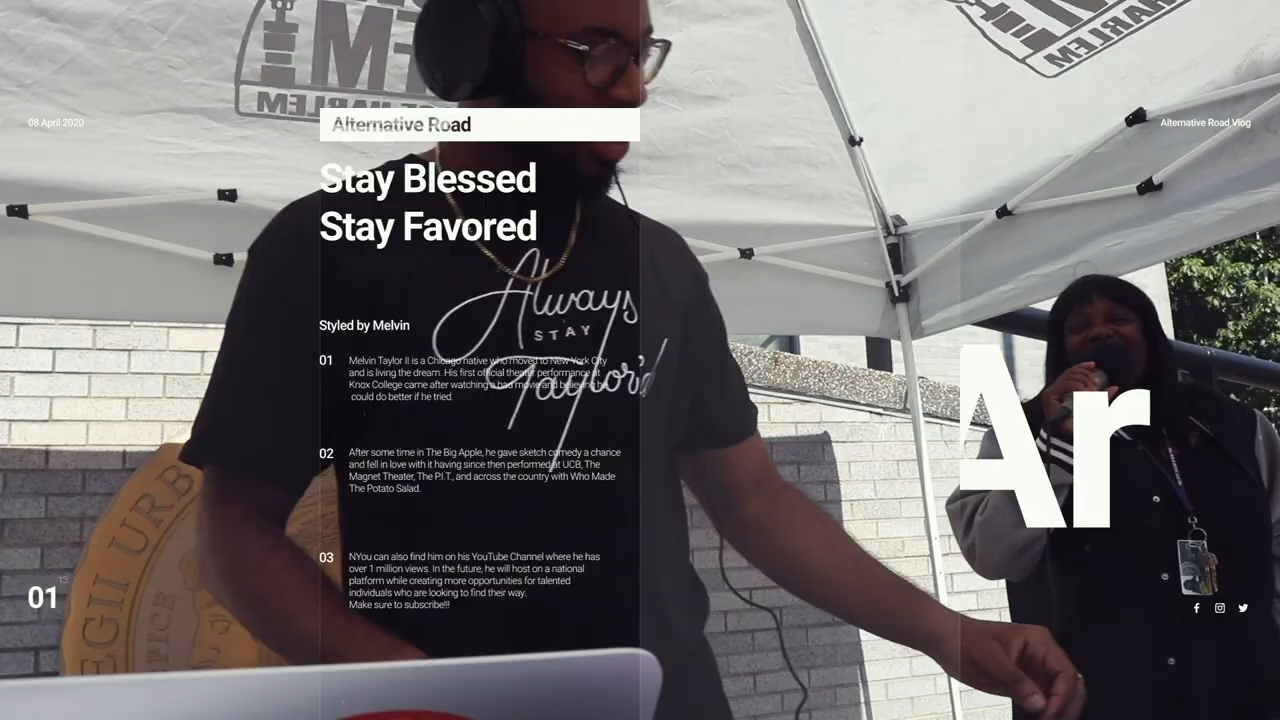 08 April 2020
Alternative Road
Alternative Road Vlog
Stay Blessed
Stay Favored
Always
STAY
Taylor'd
Styled by Melvin
01 Melvin Taylor II is a Chicago native who moved to New York City
and is living the dream. His first official theater performance at
Knox College came after watching a bad movie and believing he
could do better if he tried.
02 After some time in The Big Apple, he gave sketch comedy a chance
and fell in love with it having since then performed at UCB, The
Magnet Theater, The P.I.T., and across the country with Who Made
The Potato Salad.
03 NYou can also find him on his YouTube Channel where he has
over 1 million views. In the future, he will host on a national
platform while creating more opportunities for talented
individuals who are looking to find their way.
Make sure to subscribe!!!
Ar
01
13
EGII URB
SPICE
HARLEM
HARLEM